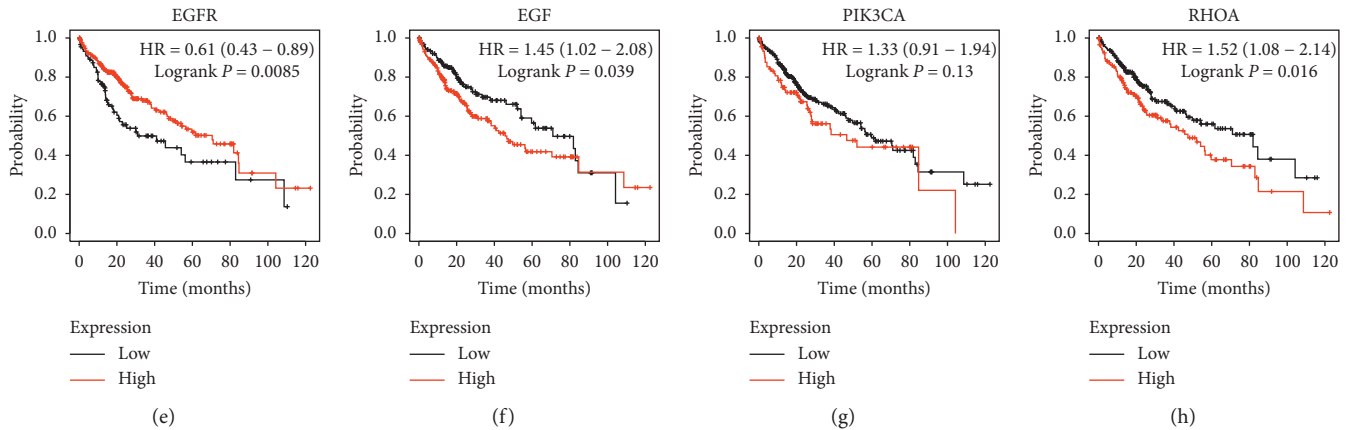 EGFR
HR = 0.61 (0.43 – 0.89)
Logrank P = 0.0085
Probability
1.0
0.8
0.6
0.4
0.2
0.0
0 20 40 60 80 100 120
Time (months)
Expression
Low
High
(e)
EGF
HR = 1.45 (1.02 – 2.08)
Logrank P = 0.039
Probability
1.0
0.8
0.6
0.4
0.2
0.0
0 20 40 60 80 100 120
Time (months)
Expression
Low
High
(f)
PIK3CA
HR = 1.33 (0.91 – 1.94)
Logrank P = 0.13
Probability
1.0
0.8
0.6
0.4
0.2
0.0
0 20 40 60 80 100 120
Time (months)
Expression
Low
High
(g)
RHOA
HR = 1.52 (1.08 – 2.14)
Logrank P = 0.016
Probability
1.0
0.8
0.6
0.4
0.2
0.0
0 20 40 60 80 100 120
Time (months)
Expression
Low
High
(h)